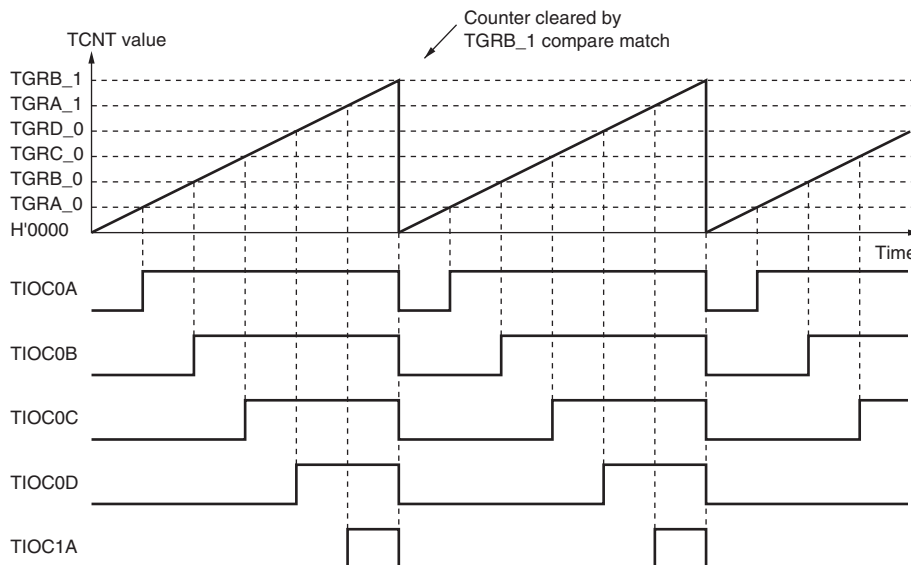 Counter cleared by
TGRB_1 compare match
TCNT value
TGRB_1
TGRA_1
TGRD_0
TGRC_0
TGRB_0
TGRA_0
H'0000
Time
TIOC0A
TIOC0B
TIOC0C
TIOC0D
TIOC1A